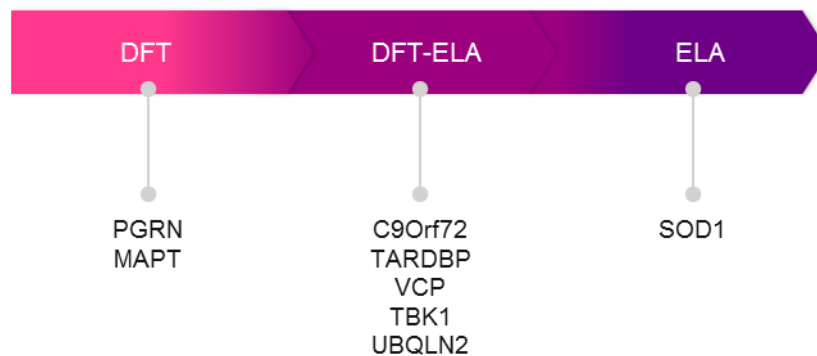 DFT
DFT-ELA
ELA
PGRN
MAPT
C9Orf72
TARDBP
VCP
TBK1
UBQLN2
SOD1